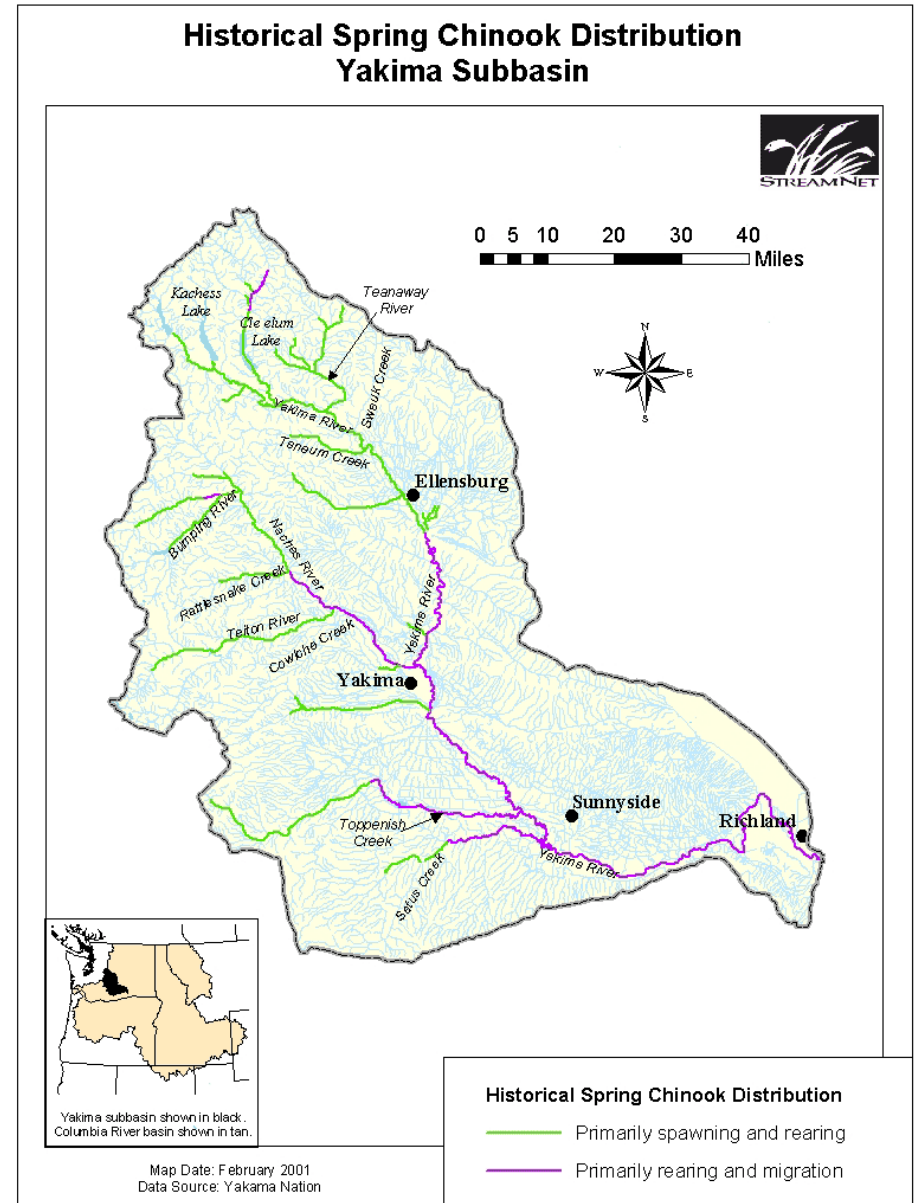 Historical Spring Chinook Distribution
Yakima Subbasin
STREAMNET
0 5 10 20 30 40
Miles
Teanaway
River
Kachess
Lake
Cle elum
Lake
Swauk Creek
N
W
E
S
Yakima River
Taneum Creek
Ellensburg
Bumping River
Naches River
Rattlesnake Creek
Yakima River
Teiton River
Cowiche Creek
Yakima
Sunnyside
Richland
Toppenish
Creek
Yakima River
Satus Creek
Yakima subbasin shown in black.
Columbia River basin shown in tan.
Historical Spring Chinook Distribution
Primarily spawning and rearing
Primarily rearing and migration
Map Date: February 2001
Data Source: Yakama Nation